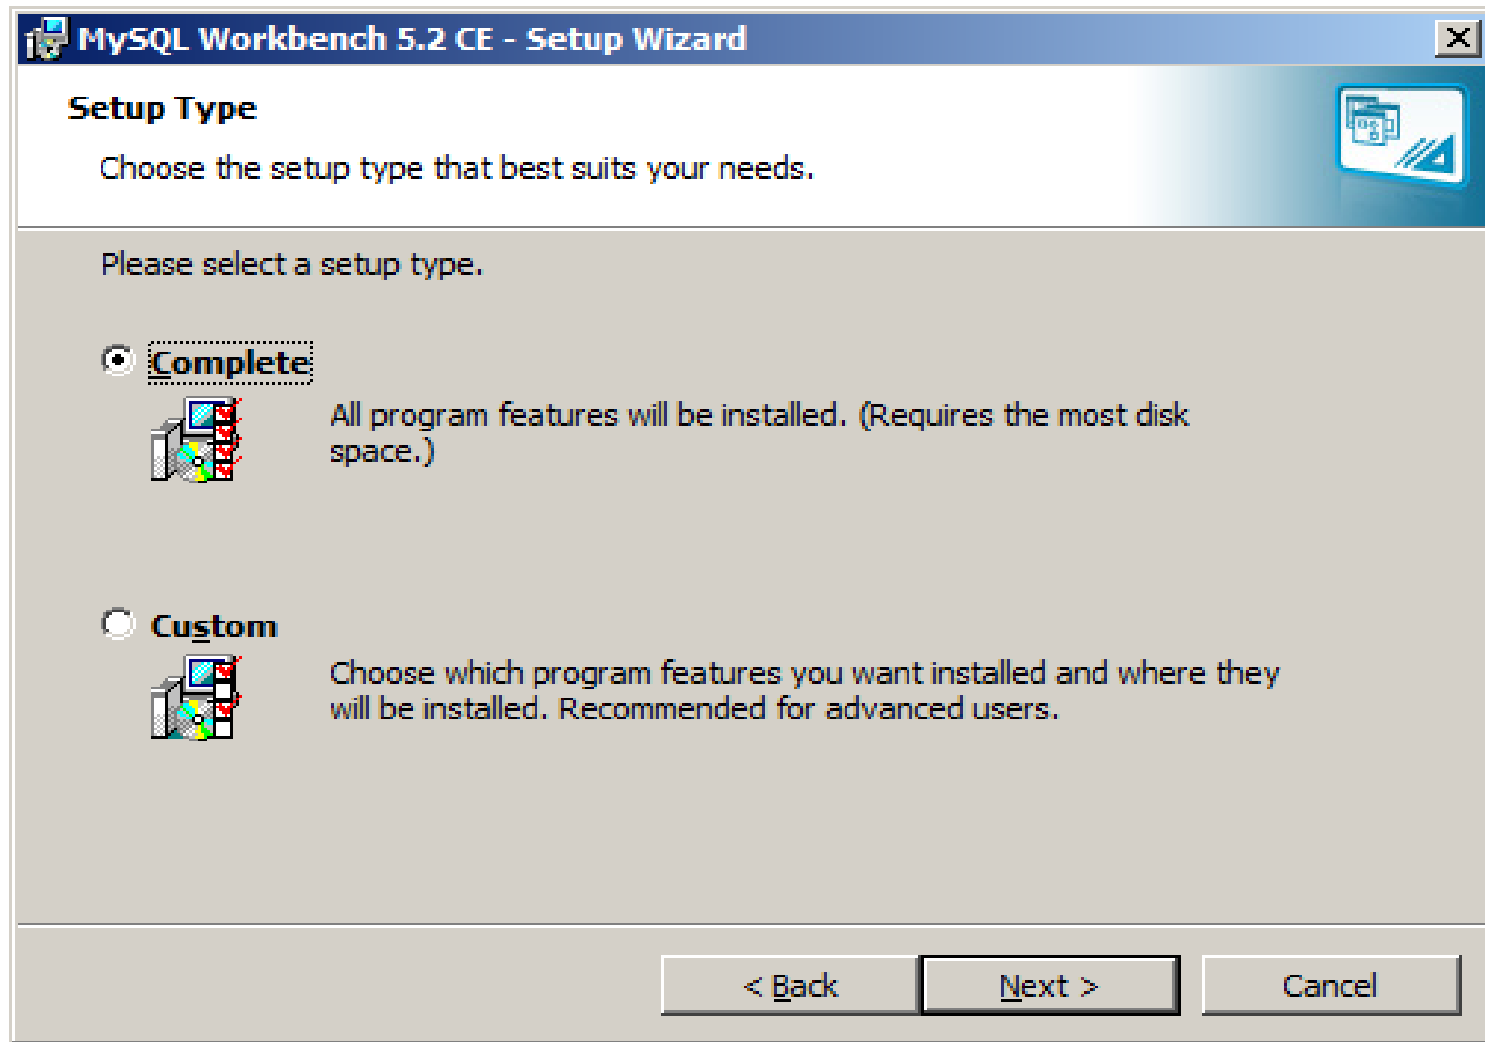 MySQL Workbench 5.2 CE - Setup Wizard
Setup Type
Choose the setup type that best suits your needs.
Please select a setup type.
Complete
All program features will be installed. (Requires the most disk
space.)
Custom
Choose which program features you want installed and where they
will be installed. Recommended for advanced users.
< Back
Next >
Cancel